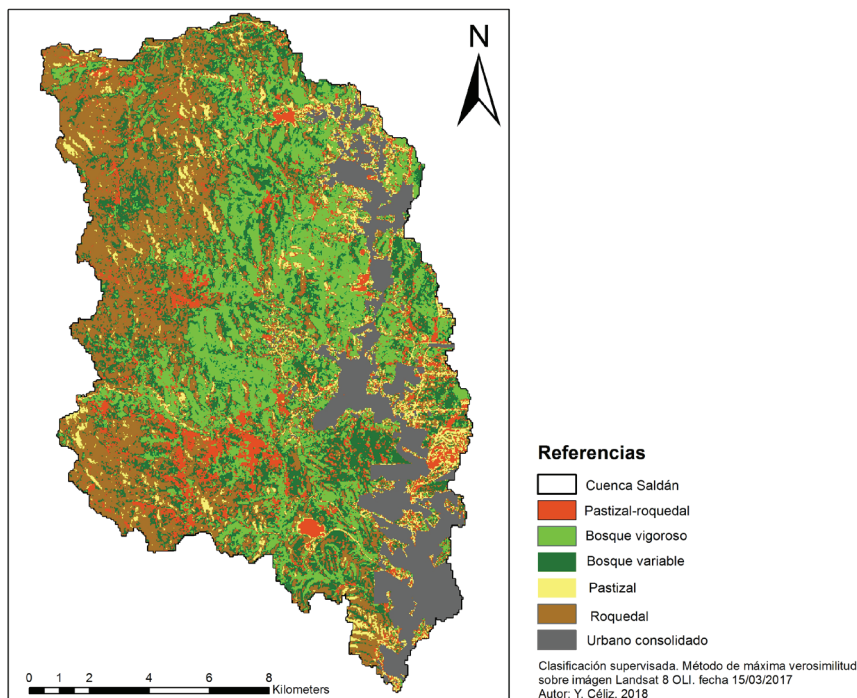 N
Referencias
Cuenca Saldán
Pastizal-roquedal
Bosque vigoroso
Bosque variable
Pastizal
Roquedal
Urbano consolidado
Clasificación supervisada. Método de máxima verosimilitud
sobre imágen Landsat 8 OLI. fecha 15/03/2017
Autor: Y. Céliz. 2018
0 1 2 4 6 8
Kilometers